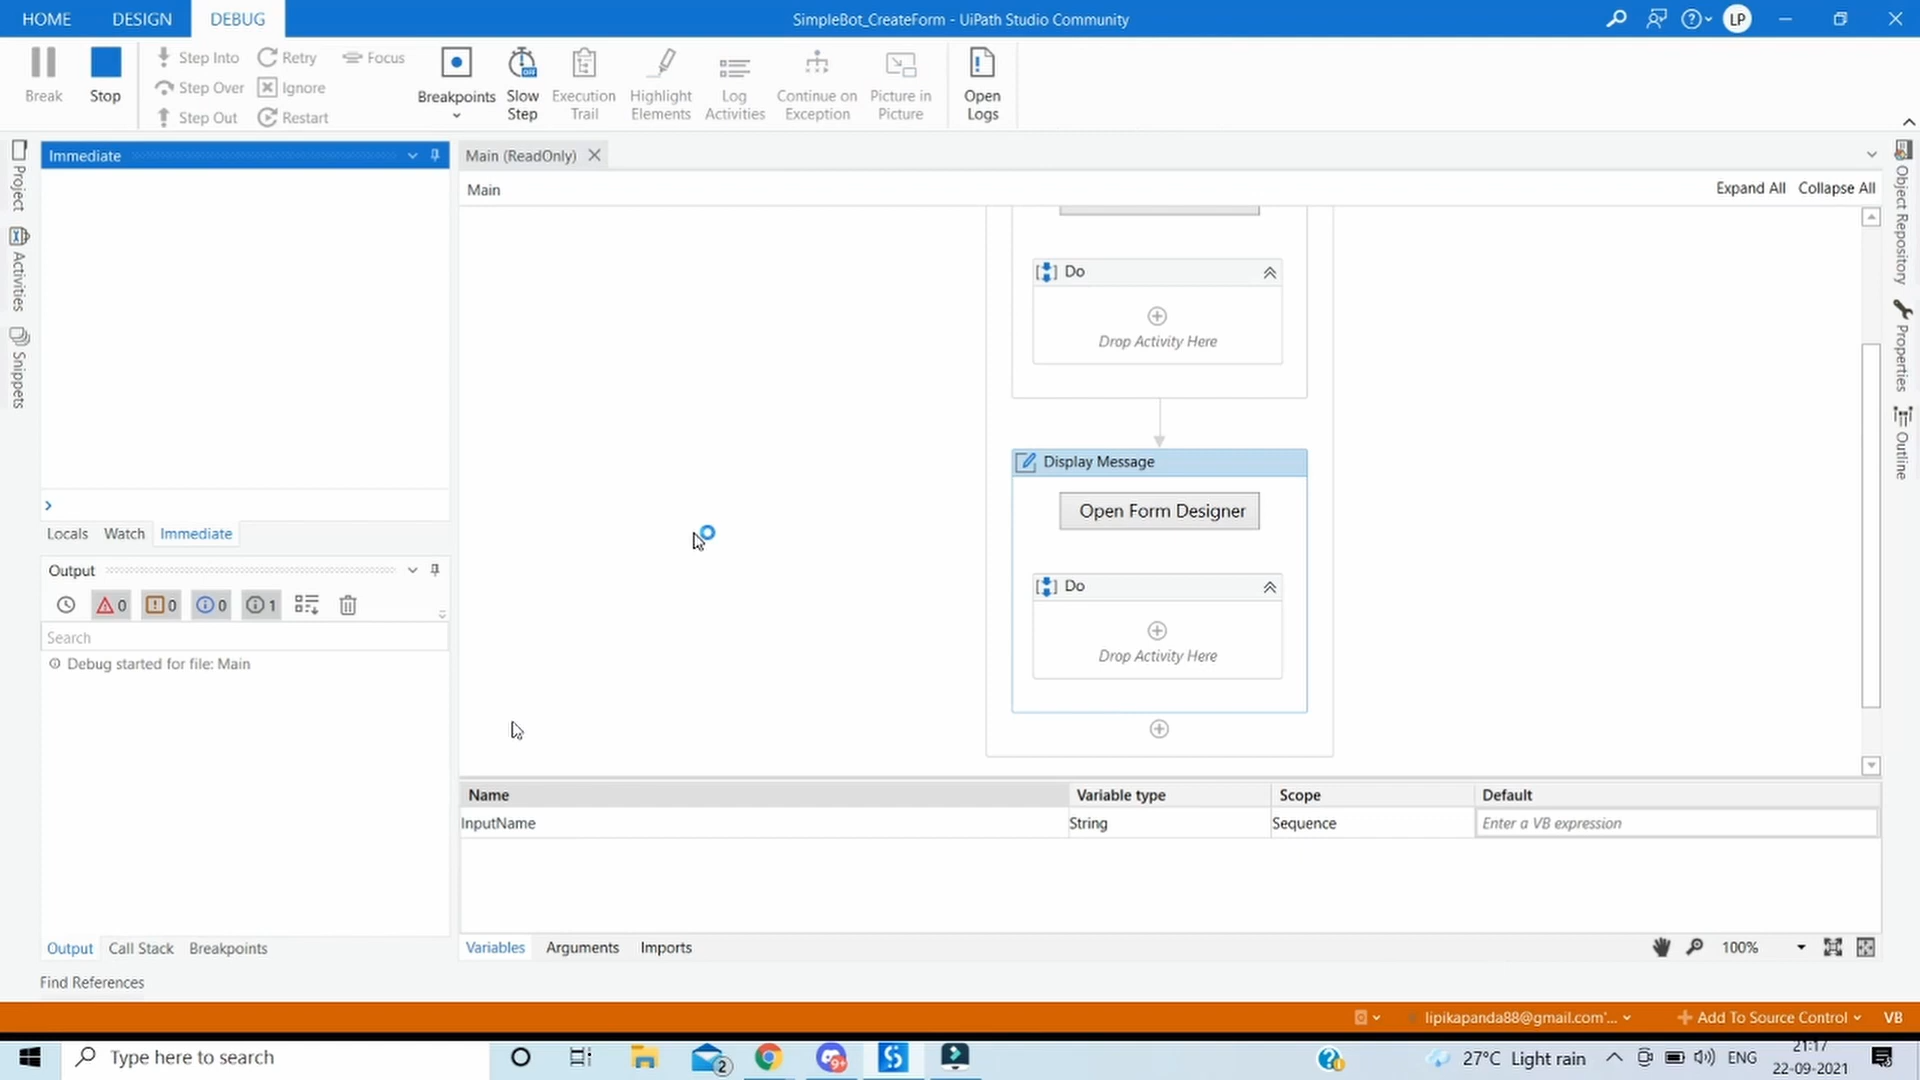 HOME DESIGN DEBUG SimpleBot_CreateForm - UiPath Studio Community LP
Step Into Retry Focus
Step Over Ignore
Step Out Restart
Break Stop Breakpoints Slow Step Execution Trail Highlight Elements Log Activities Continue on Exception Picture in Picture Open Logs
Project
Activities
Snippets
Immediate
Locals Watch Immediate
Output
0 0 0 1
Search
Debug started for file: Main
Output Call Stack Breakpoints
Find References
Main (ReadOnly)
Main Expand All Collapse All
Do
Drop Activity Here
Display Message
Open Form Designer
Do
Drop Activity Here
Name Variable type Scope Default
InputName String Sequence Enter a VB expression
Variables Arguments Imports 100%
Object Repository
Properties
Outline
lipikapanda88@gmail.com'... Add To Source Control VB
Type here to search 2 9+ 27°C Light rain ENG
21:17
22-09-2021